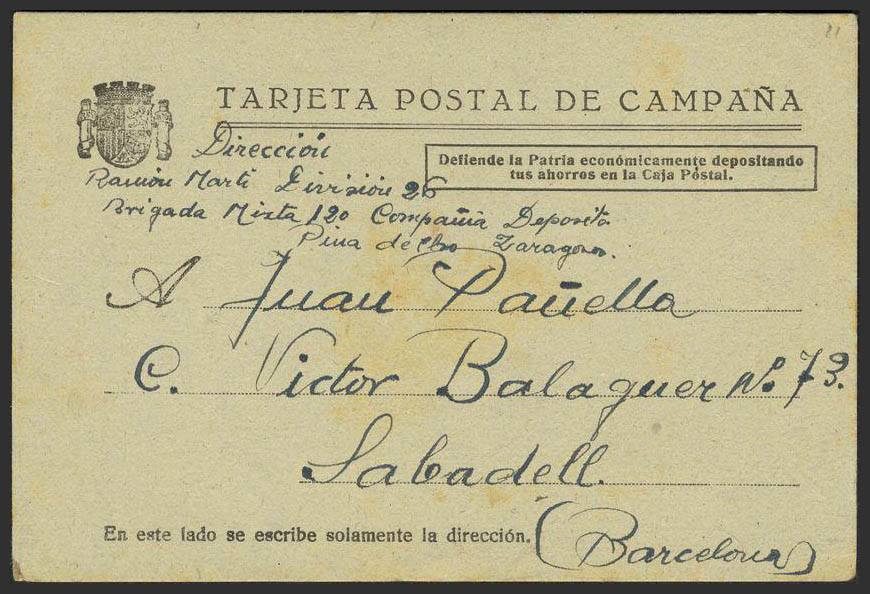 21
TARJETA POSTAL DE CAMPAÑA
Defiende la Patria económicamente depositando
tus ahorros en la Caja Postal.
Dirección
Ramón Martí División 26
Brigada Mixta 120 Compañia Deposito
Pina de Ebro Zaragoza.
A Juan Pañella
C. Victor Balaguer Nº 73.
Sabadell.
(Barcelona)
En este lado se escribe solamente la dirección.